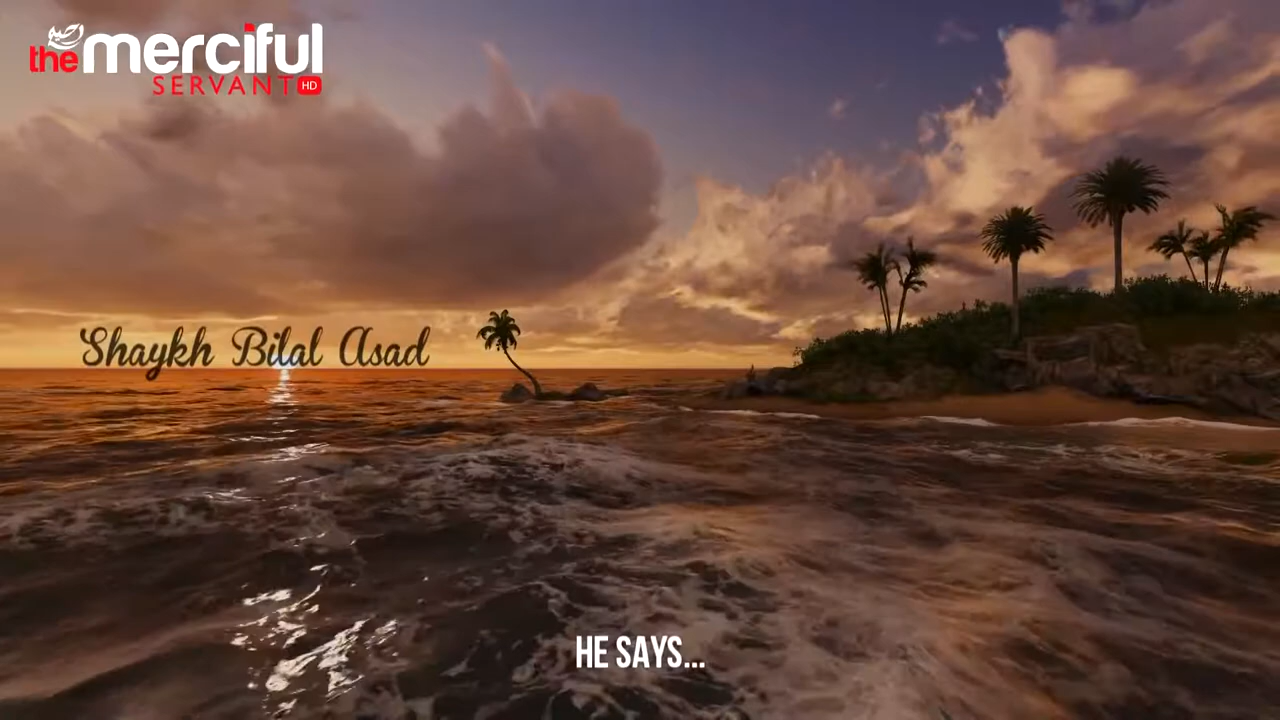 the merciful
SERVANT HD
Shaykh Bilal Asad
HE SAYS...